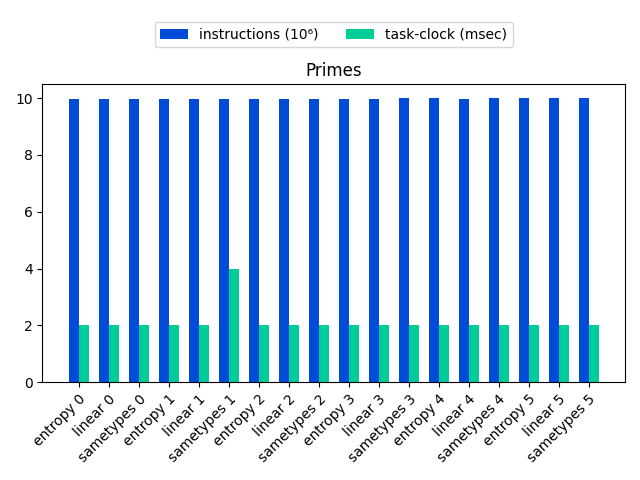 instructions (10⁶) task-clock (msec)
Primes
10
8
6
4
2
0
entropy 0
linear 0
sametypes 0
entropy 1
linear 1
sametypes 1
entropy 2
linear 2
sametypes 2
entropy 3
linear 3
sametypes 3
entropy 4
linear 4
sametypes 4
entropy 5
linear 5
sametypes 5